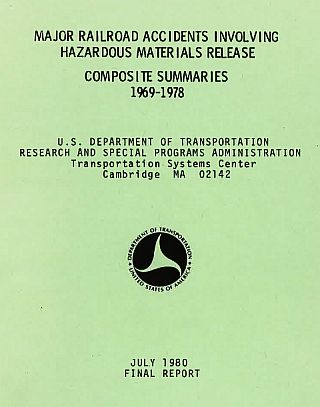 MAJOR RAILROAD ACCIDENTS INVOLVING
HAZARDOUS MATERIALS RELEASE
COMPOSITE SUMMARIES
1969-1978
U.S. DEPARTMENT OF TRANSPORTATION
RESEARCH AND SPECIAL PROGRAMS ADMINISTRATION
Transportation Systems Center
Cambridge MA 02142
DEPARTMENT OF TRANSPORTATION
UNITED STATES OF AMERICA
JULY 1980
FINAL REPORT